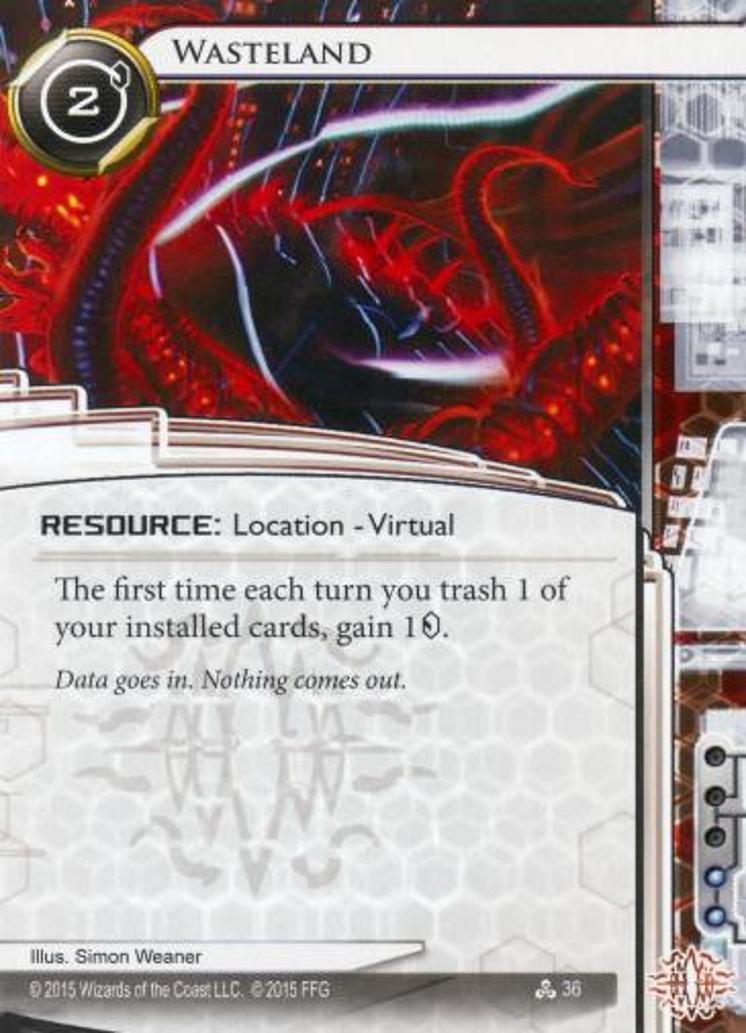 Wasteland
2
RESOURCE: Location - Virtual
The first time each turn you trash 1 of
your installed cards, gain 1.
Data goes in. Nothing comes out.
Illus. Simon Weaner
© 2015 Wizards of the Coast LLC. © 2015 FFG
36